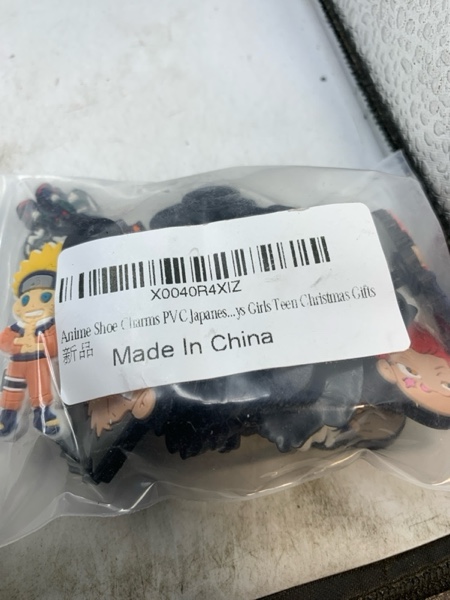 X0040R4XIZ
Anime Shoe Charms PVC Japanes...ys Girls Teen Christmas Gifts
新品 Made In China